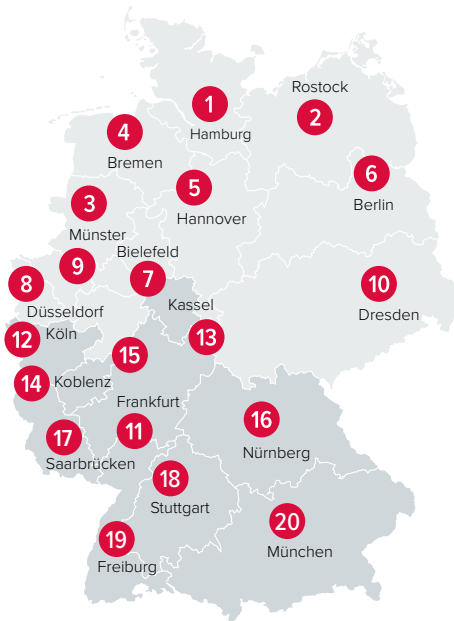 Rostock
1
2
Hamburg
4
Bremen
6
5
Berlin
3
Hannover
Münster
Bielefeld
9
7
8
10
Kassel
Düsseldorf
Dresden
12
Köln
13
15
14
Koblenz
Frankfurt
16
11
17
Nürnberg
Saarbrücken
18
Stuttgart
20
19
München
Freiburg